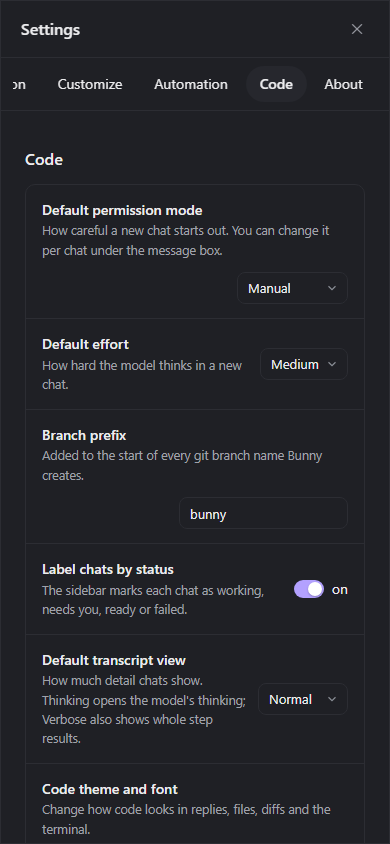 Settings
on
Customize
Automation
Code
About
Code
Default permission mode
How careful a new chat starts out. You can change it
per chat under the message box.
Manual
Default effort
How hard the model thinks in a new
chat.
Medium
Branch prefix
Added to the start of every git branch name Bunny
creates.
bunny
Label chats by status
The sidebar marks each chat as working,
needs you, ready or failed.
on
Default transcript view
How much detail chats show.
Thinking opens the model's thinking;
Verbose also shows whole step
results.
Normal
Code theme and font
Change how code looks in replies, files, diffs and the
terminal.